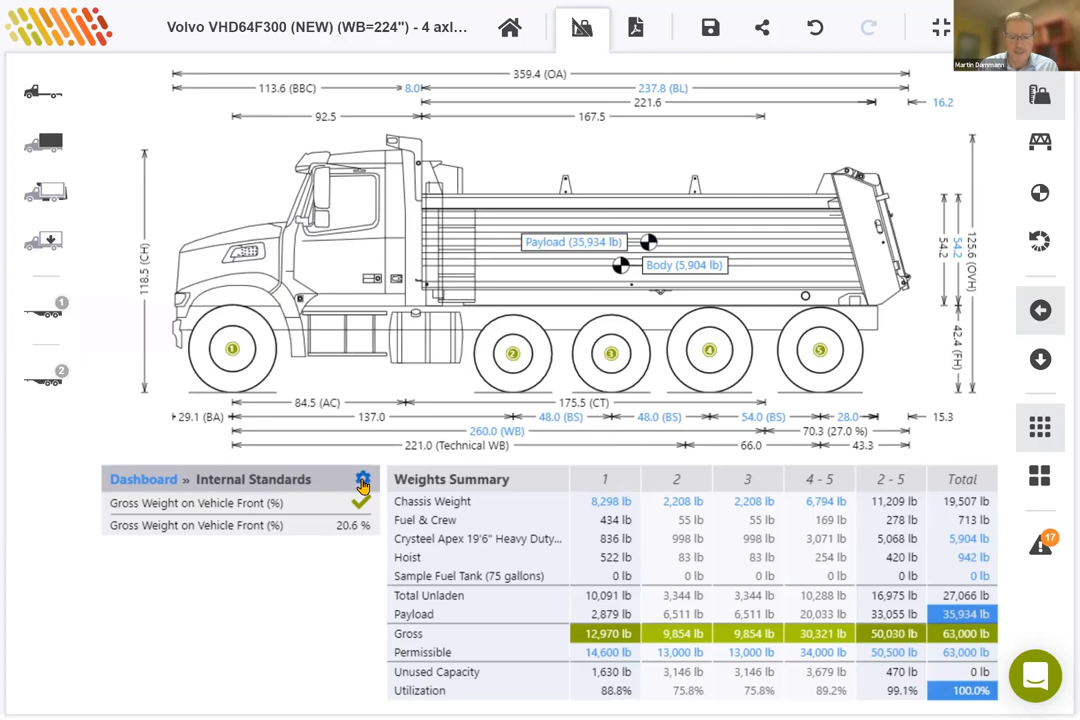 Volvo VHD64F300 (NEW) (WB=224") - 4 axl...
Martin Dammann
359.4 (OA)
113.6 (BBC)
8.0
237.8 (BL)
221.6
16.2
92.5
167.5
118.5 (CH)
Payload (35,934 lb)
Body (5,904 lb)
54.2
54.2
125.6 (OVH)
42.4 (FH)
1
2
3
4
5
1
2
84.5 (AC)
175.5 (CT)
29.1 (BA)
137.0
48.0 (BS)
48.0 (BS)
54.0 (BS)
28.0
15.3
260.0 (WB)
70.3 (27.0 %)
221.0 (Technical WB)
66.0
43.3
Dashboard » Internal Standards
Gross Weight on Vehicle Front (%)
Gross Weight on Vehicle Front (%) 20.6 %
Weights Summary 1 2 3 4 - 5 2 - 5 Total
Chassis Weight 8,298 lb 2,208 lb 2,208 lb 6,794 lb 11,209 lb 19,507 lb
Fuel & Crew 434 lb 55 lb 55 lb 169 lb 278 lb 713 lb
Crysteel Apex 19'6" Heavy Duty... 836 lb 998 lb 998 lb 3,071 lb 5,068 lb 5,904 lb
Hoist 522 lb 83 lb 83 lb 254 lb 420 lb 942 lb
Sample Fuel Tank (75 gallons) 0 lb 0 lb 0 lb 0 lb 0 lb 0 lb
Total Unladen 10,091 lb 3,344 lb 3,344 lb 10,288 lb 16,975 lb 27,066 lb
Payload 2,879 lb 6,511 lb 6,511 lb 20,033 lb 33,055 lb 35,934 lb
Gross 12,970 lb 9,854 lb 9,854 lb 30,321 lb 50,030 lb 63,000 lb
Permissible 14,600 lb 13,000 lb 13,000 lb 34,000 lb 50,500 lb 63,000 lb
Unused Capacity 1,630 lb 3,146 lb 3,146 lb 3,679 lb 470 lb 0 lb
Utilization 88.8% 75.8% 75.8% 89.2% 99.1% 100.0%
17